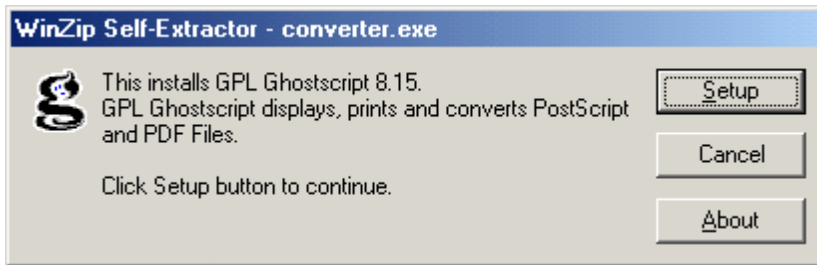 WinZip Self-Extractor - converter.exe
This installs GPL Ghostscript 8.15.
GPL Ghostscript displays, prints and converts PostScript
and PDF Files.
Click Setup button to continue.
Setup
Cancel
About